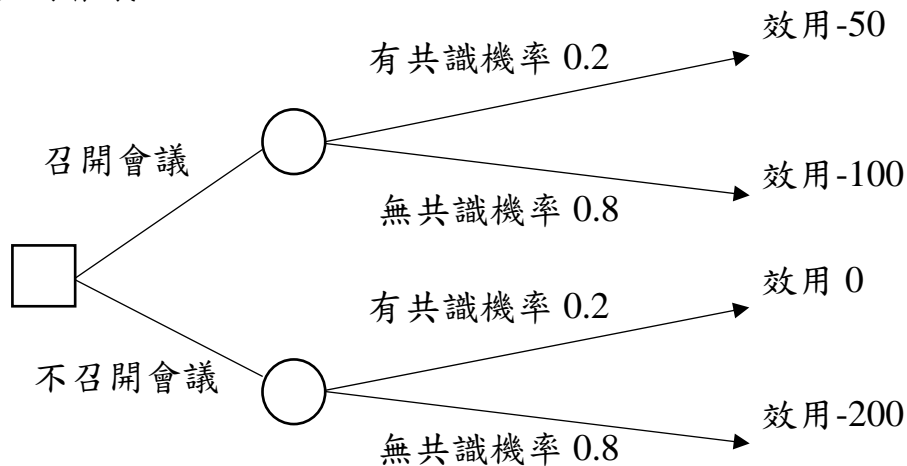 效用-50
有共識機率 0.2
召開會議
效用-100
無共識機率 0.8
效用 0
有共識機率 0.2
不召開會議
效用-200
無共識機率 0.8